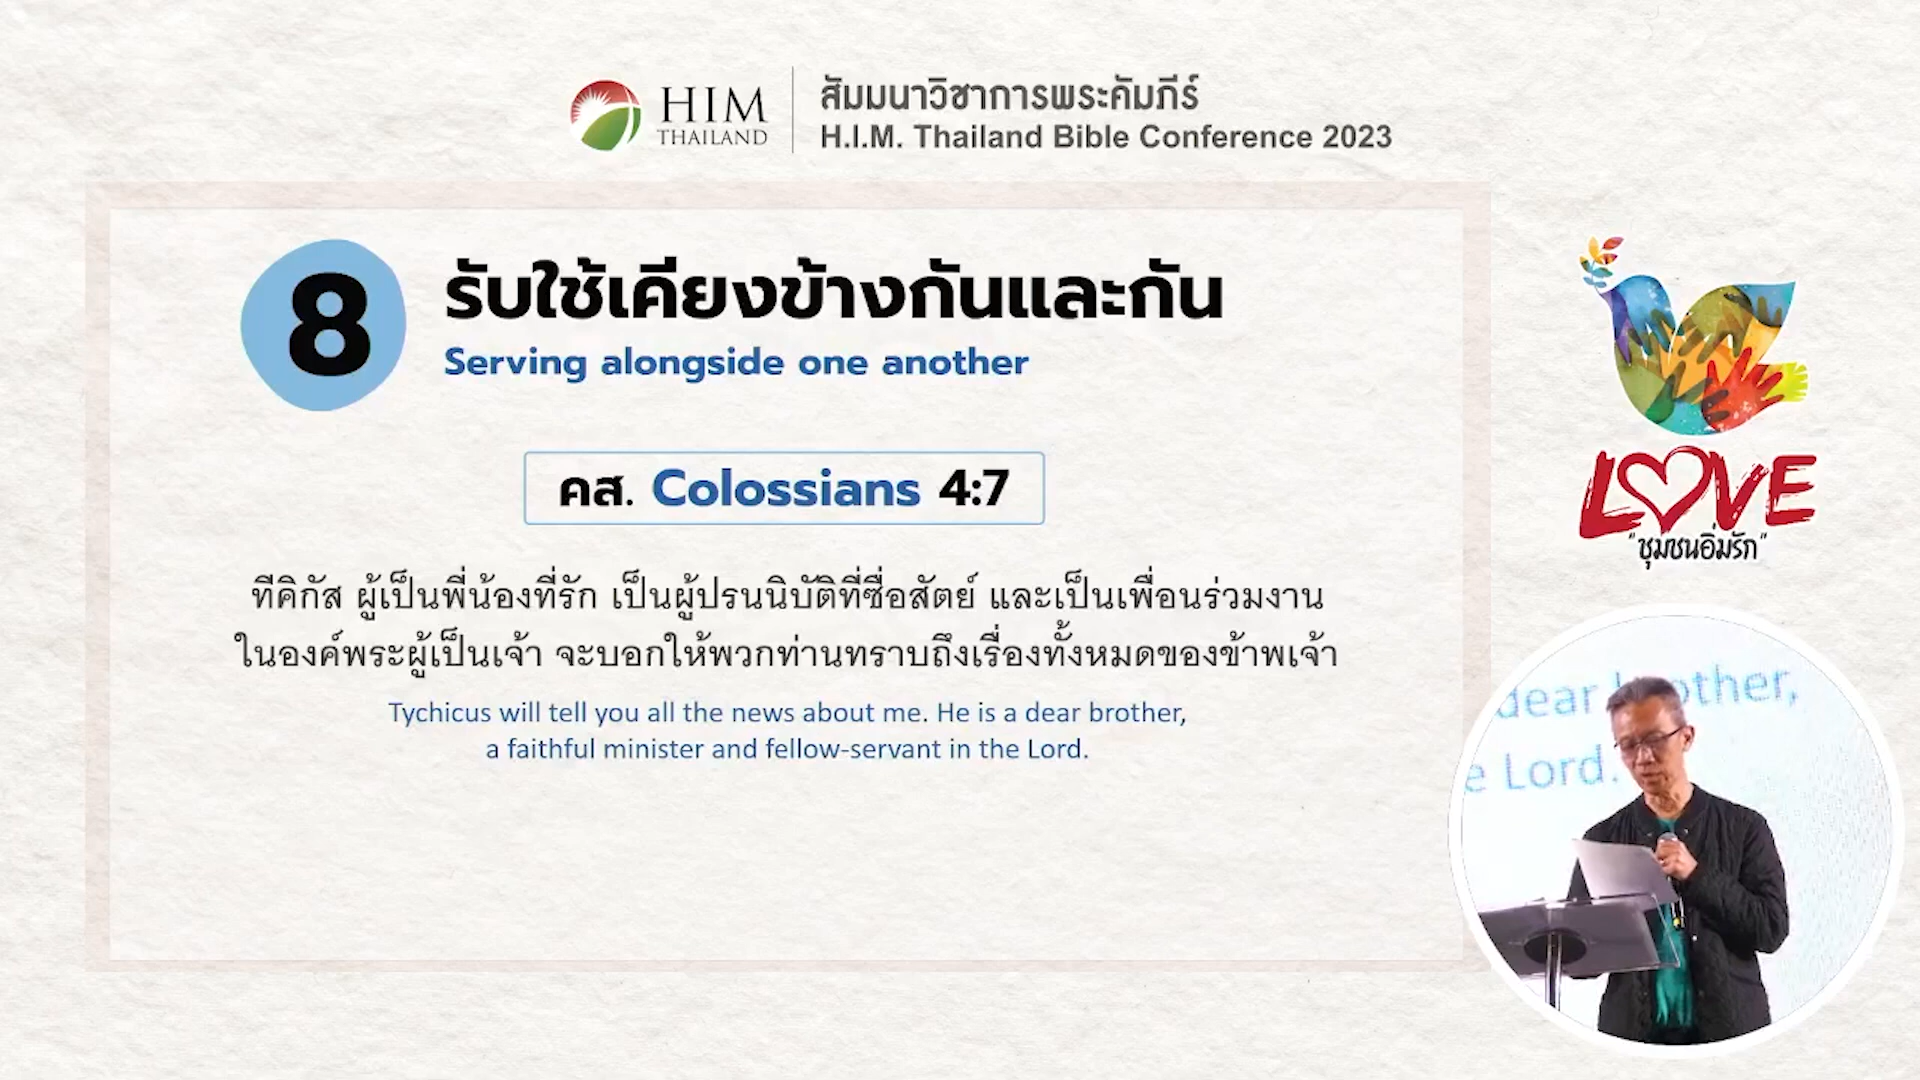 HIM
THAILAND
สัมมนาวิชาการพระคัมภีร์
H.I.M. Thailand Bible Conference 2023
8
รับใช้เคียงข้างกันและกัน
Serving alongside one another
คส. Colossians 4:7
ทีคิกัส ผู้เป็นพี่น้องที่รัก เป็นผู้ปรนนิบัติที่ซื่อสัตย์ และเป็นเพื่อนร่วมงาน
ในองค์พระผู้เป็นเจ้า จะบอกให้พวกท่านทราบถึงเรื่องทั้งหมดของข้าพเจ้า
Tychicus will tell you all the news about me. He is a dear brother,
a faithful minister and fellow-servant in the Lord.
LOVE
"ชุมชนอิ่มรัก"
dear brother,
e Lord.